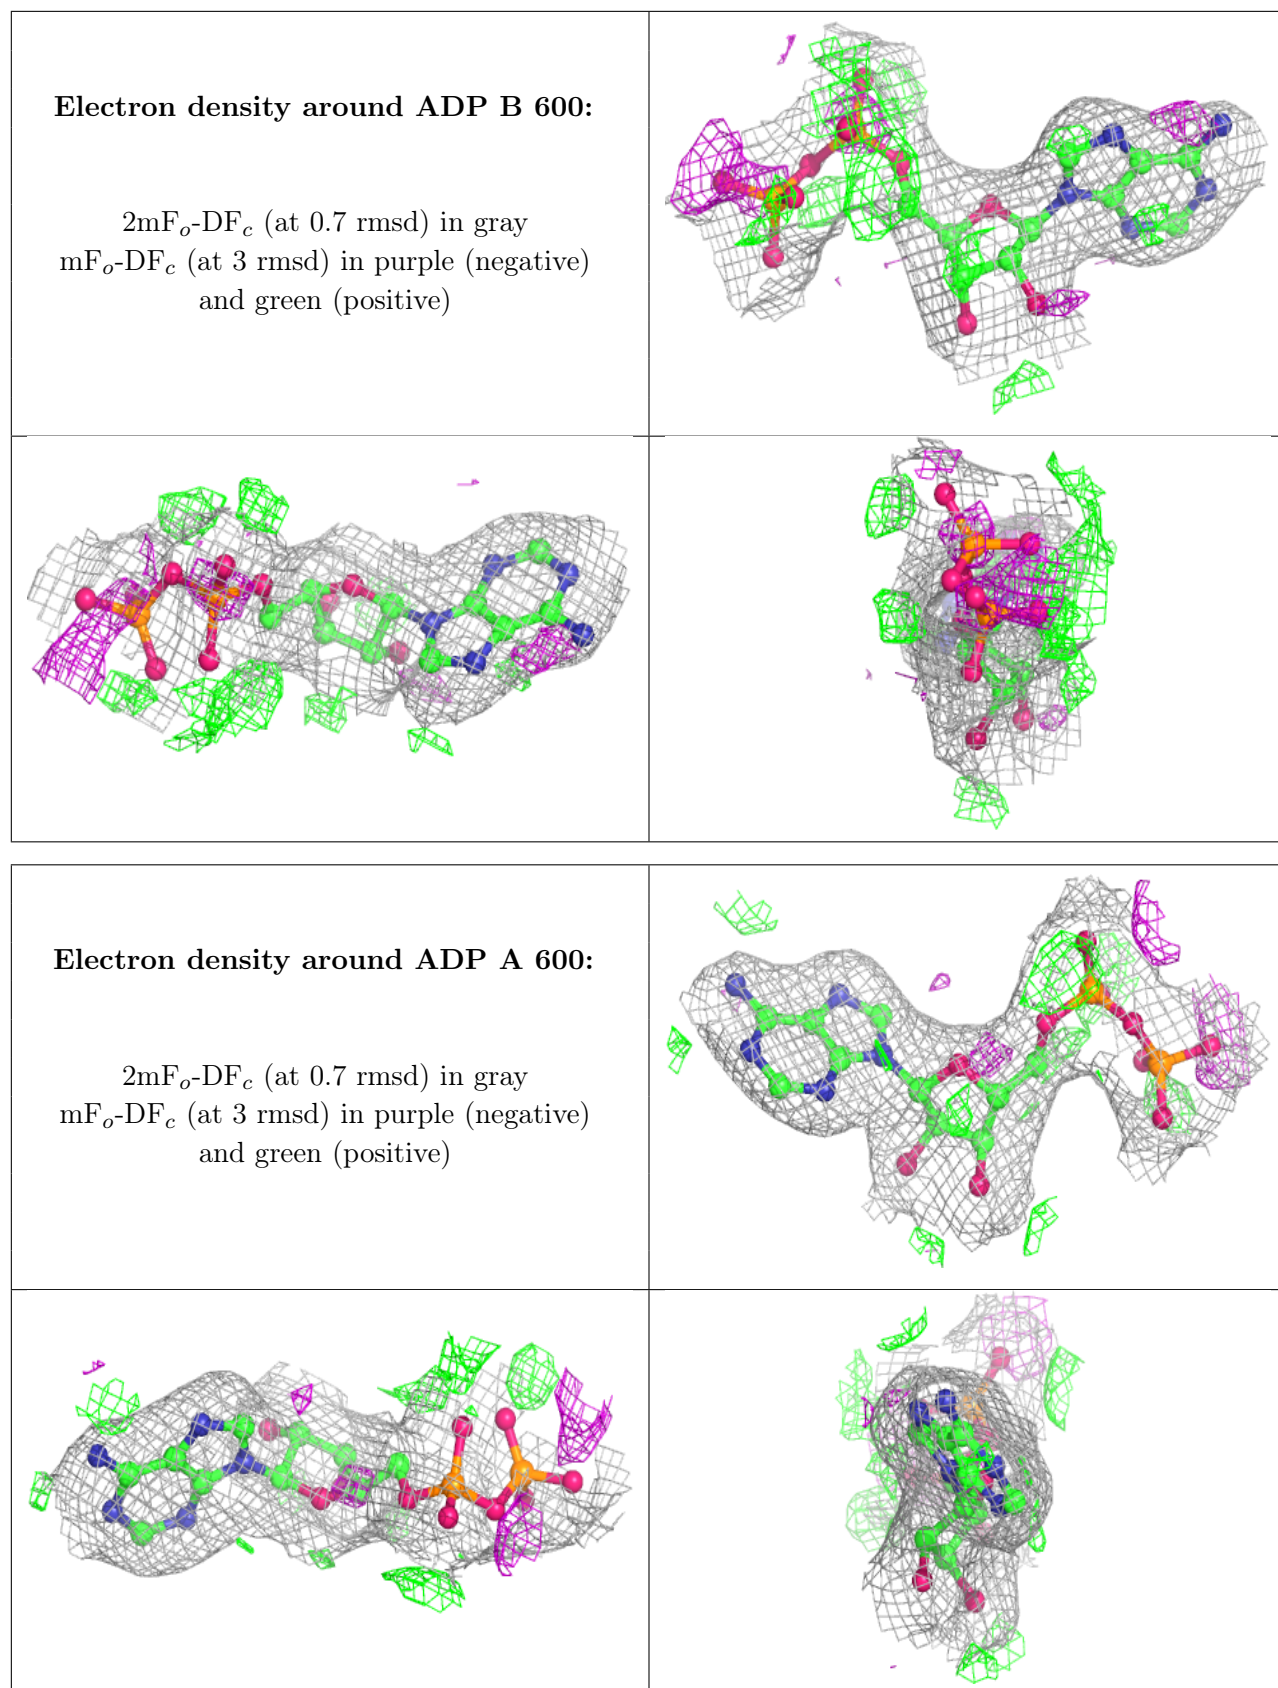 Electron density around ADP B 600:
2mFo-DFc (at 0.7 rmsd) in gray
mFo-DFc (at 3 rmsd) in purple (negative)
and green (positive)
Electron density around ADP A 600:
2mFo-DFc (at 0.7 rmsd) in gray
mFo-DFc (at 3 rmsd) in purple (negative)
and green (positive)